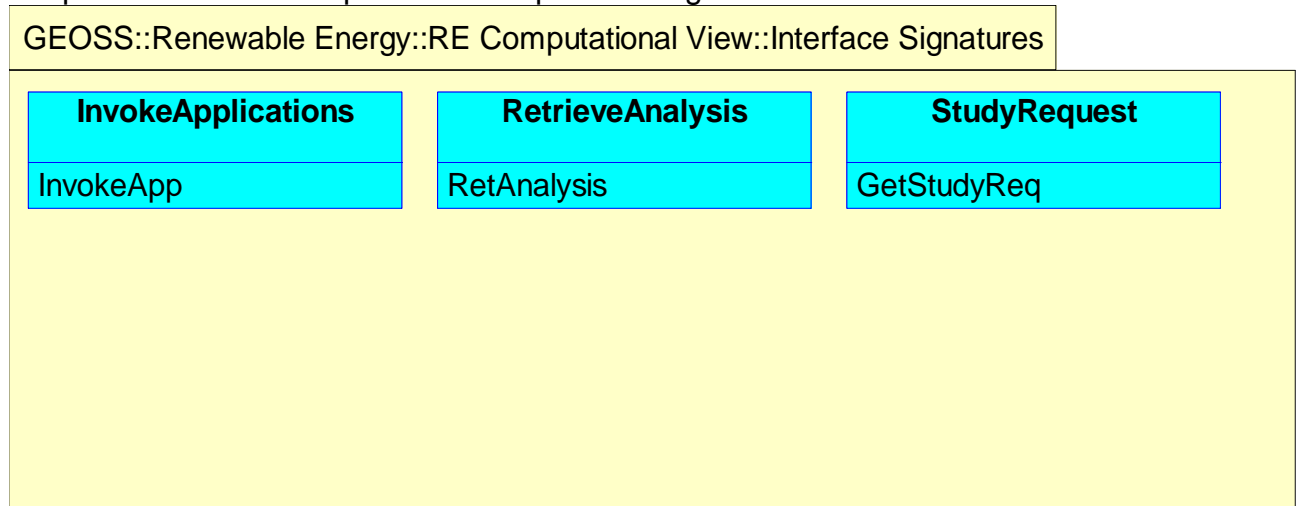 GEOSS::Renewable Energy::RE Computational View::Interface Signatures
InvokeApplications
RetrieveAnalysis
StudyRequest
InvokeApp
RetAnalysis
GetStudyReq